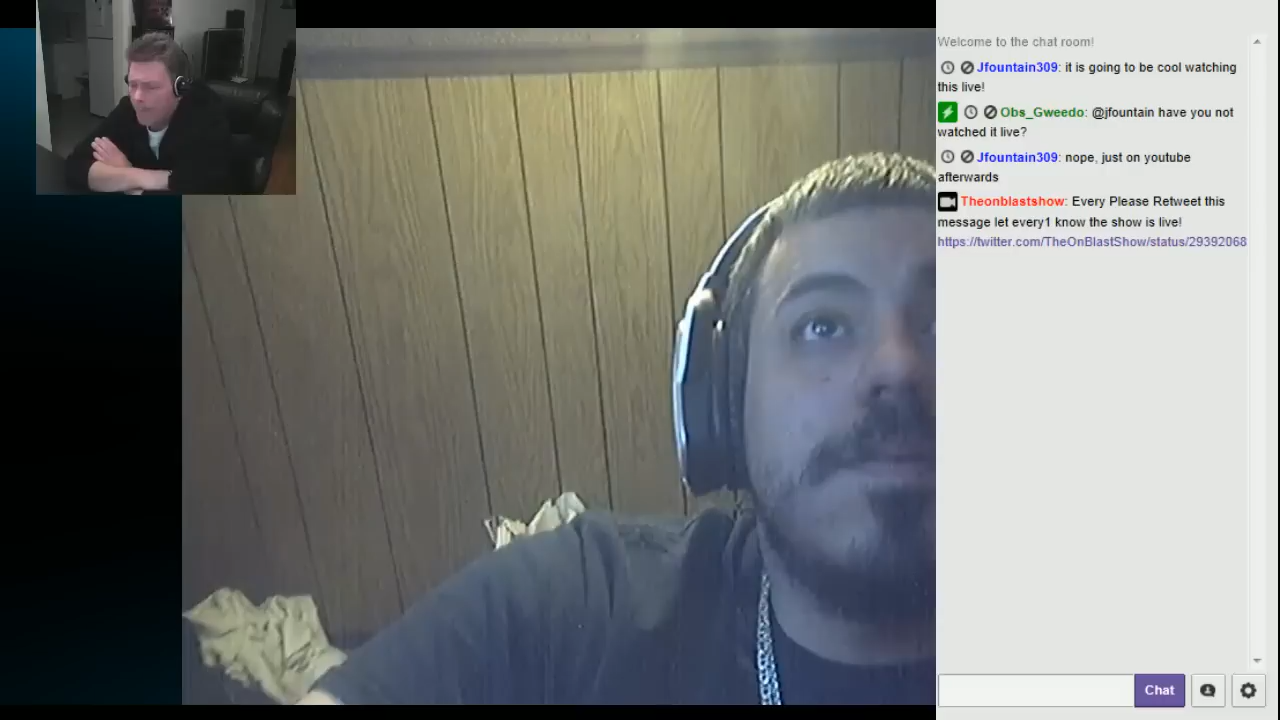 Welcome to the chat room!
Jfountain309: it is going to be cool watching
this live!
Obs_Gweedo: @jfountain have you not
watched it live?
Jfountain309: nope, just on youtube
afterwards
Theonblastshow: Every Please Retweet this
message let every1 know the show is live!
https://twitter.com/TheOnBlastShow/status/29392068
Chat